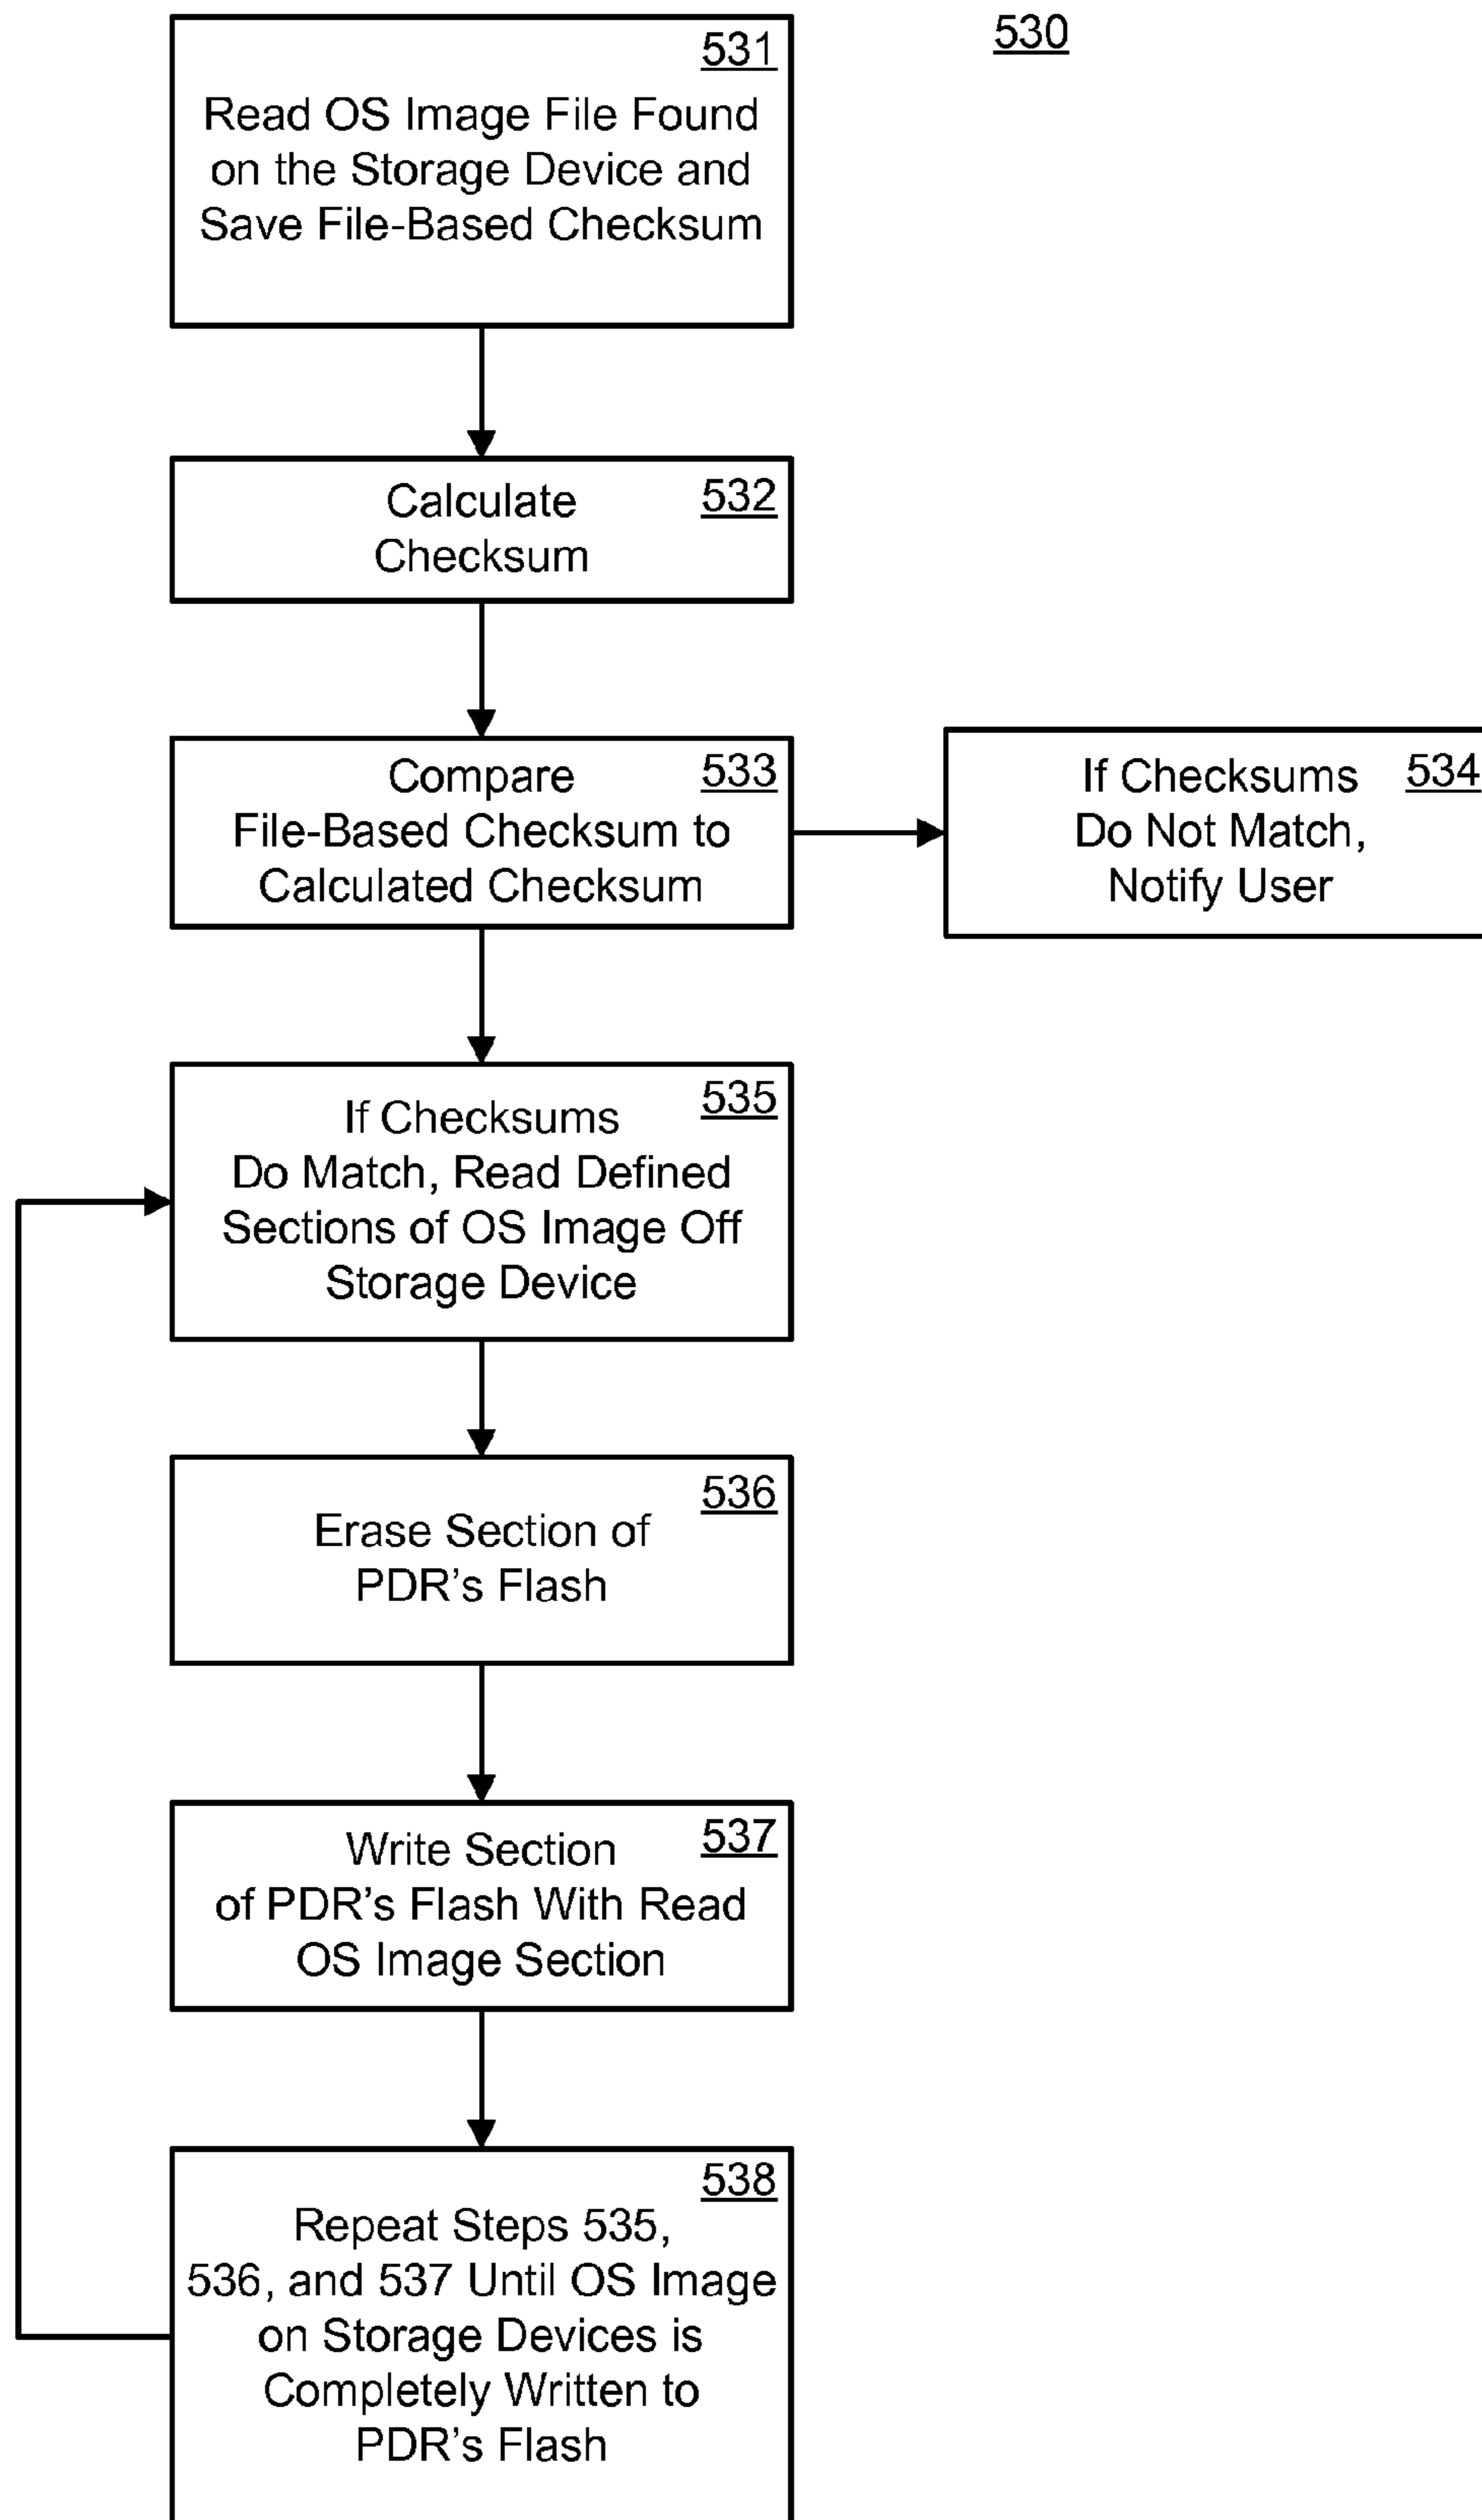 530
531
Read OS Image File Found
on the Storage Device and
Save File-Based Checksum
532
Calculate
Checksum
533
Compare
File-Based Checksum to
Calculated Checksum
534
If Checksums
Do Not Match,
Notify User
535
If Checksums
Do Match, Read Defined
Sections of OS Image Off
Storage Device
536
Erase Section of
PDR's Flash
537
Write Section
of PDR's Flash With Read
OS Image Section
538
Repeat Steps 535,
536, and 537 Until OS Image
on Storage Devices is
Completely Written to
PDR's Flash